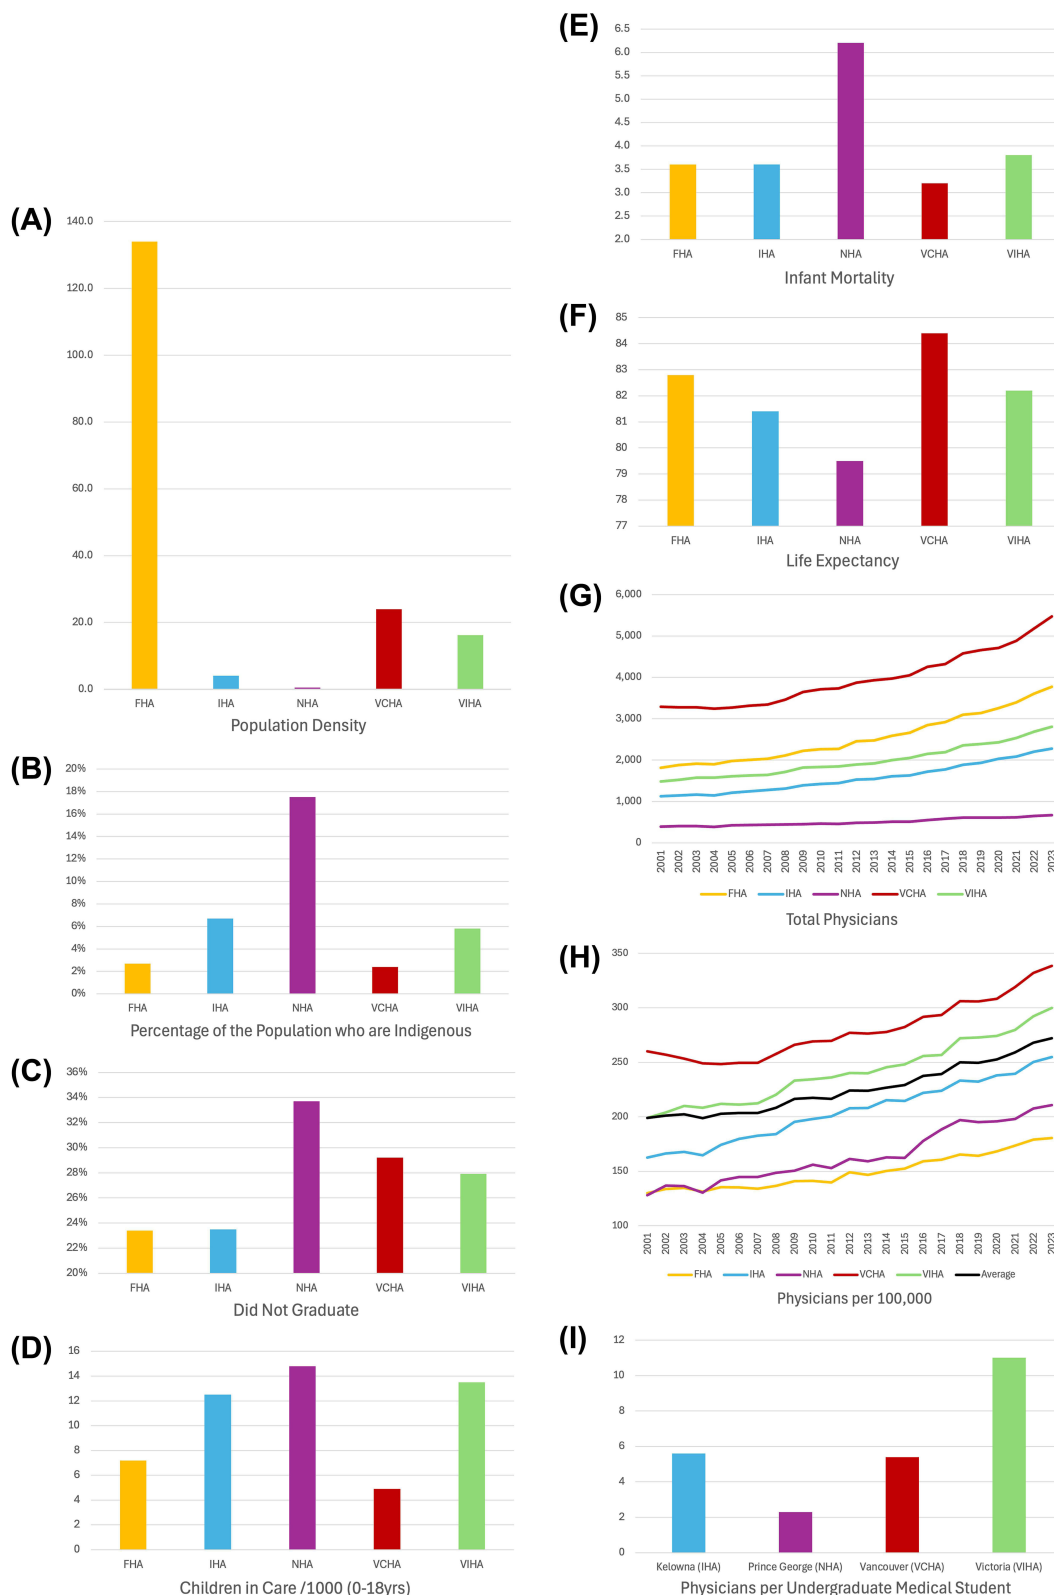 (A)
140.0
120.0
100.0
80.0
60.0
40.0
20.0
0.0
FHA IHA NHA VCHA VIHA
Population Density
(B)
20%
18%
16%
14%
12%
10%
8%
6%
4%
2%
0%
FHA IHA NHA VCHA VIHA
Percentage of the Population who are Indigenous
(C)
36%
34%
32%
30%
28%
26%
24%
22%
20%
FHA IHA NHA VCHA VIHA
Did Not Graduate
(D)
16
14
12
10
8
6
4
2
0
FHA IHA NHA VCHA VIHA
Children in Care /1000 (0-18yrs)
(E)
6.5
6.0
5.5
5.0
4.5
4.0
3.5
3.0
2.5
2.0
FHA IHA NHA VCHA VIHA
Infant Mortality
(F)
85
84
83
82
81
80
79
78
77
FHA IHA NHA VCHA VIHA
Life Expectancy
(G)
6,000
5,000
4,000
3,000
2,000
1,000
0
2001 2002 2003 2004 2005 2006 2007 2008 2009 2010 2011 2012 2013 2014 2015 2016 2017 2018 2019 2020 2021 2022 2023
FHA IHA NHA VCHA VIHA
Total Physicians
(H)
350
300
250
200
150
100
2001 2002 2003 2004 2005 2006 2007 2008 2009 2010 2011 2012 2013 2014 2015 2016 2017 2018 2019 2020 2021 2022 2023
FHA IHA NHA VCHA VIHA Average
Physicians per 100,000
(I)
12
10
8
6
4
2
0
Kelowna (IHA) Prince George (NHA) Vancouver (VCHA) Victoria (VIHA)
Physicians per Undergraduate Medical Student